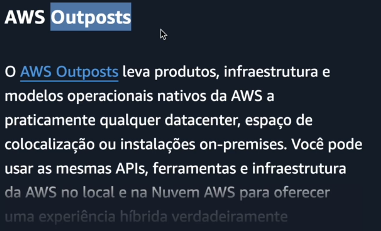 AWS Outposts
O AWS Outposts leva produtos, infraestrutura e
modelos operacionais nativos da AWS a
praticamente qualquer datacenter, espaço de
colocalização ou instalações on-premises. Você pode
usar as mesmas APIs, ferramentas e infraestrutura
da AWS no local e na Nuvem AWS para oferecer
uma experiência híbrida verdadeiramente